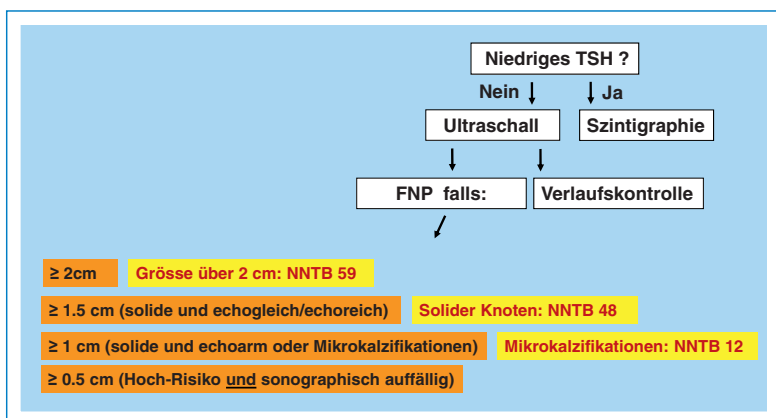 Niedriges TSH ?
Nein Ja
Ultraschall Szintigraphie
FNP falls: Verlaufskontrolle
≥ 2cm Grösse über 2 cm: NNTB 59
≥ 1.5 cm (solide und echogleich/echoreich) Solider Knoten: NNTB 48
≥ 1 cm (solide und echoarm oder Mikrokalzifikationen) Mikrokalzifikationen: NNTB 12
≥ 0.5 cm (Hoch-Risiko und sonographisch auffällig)